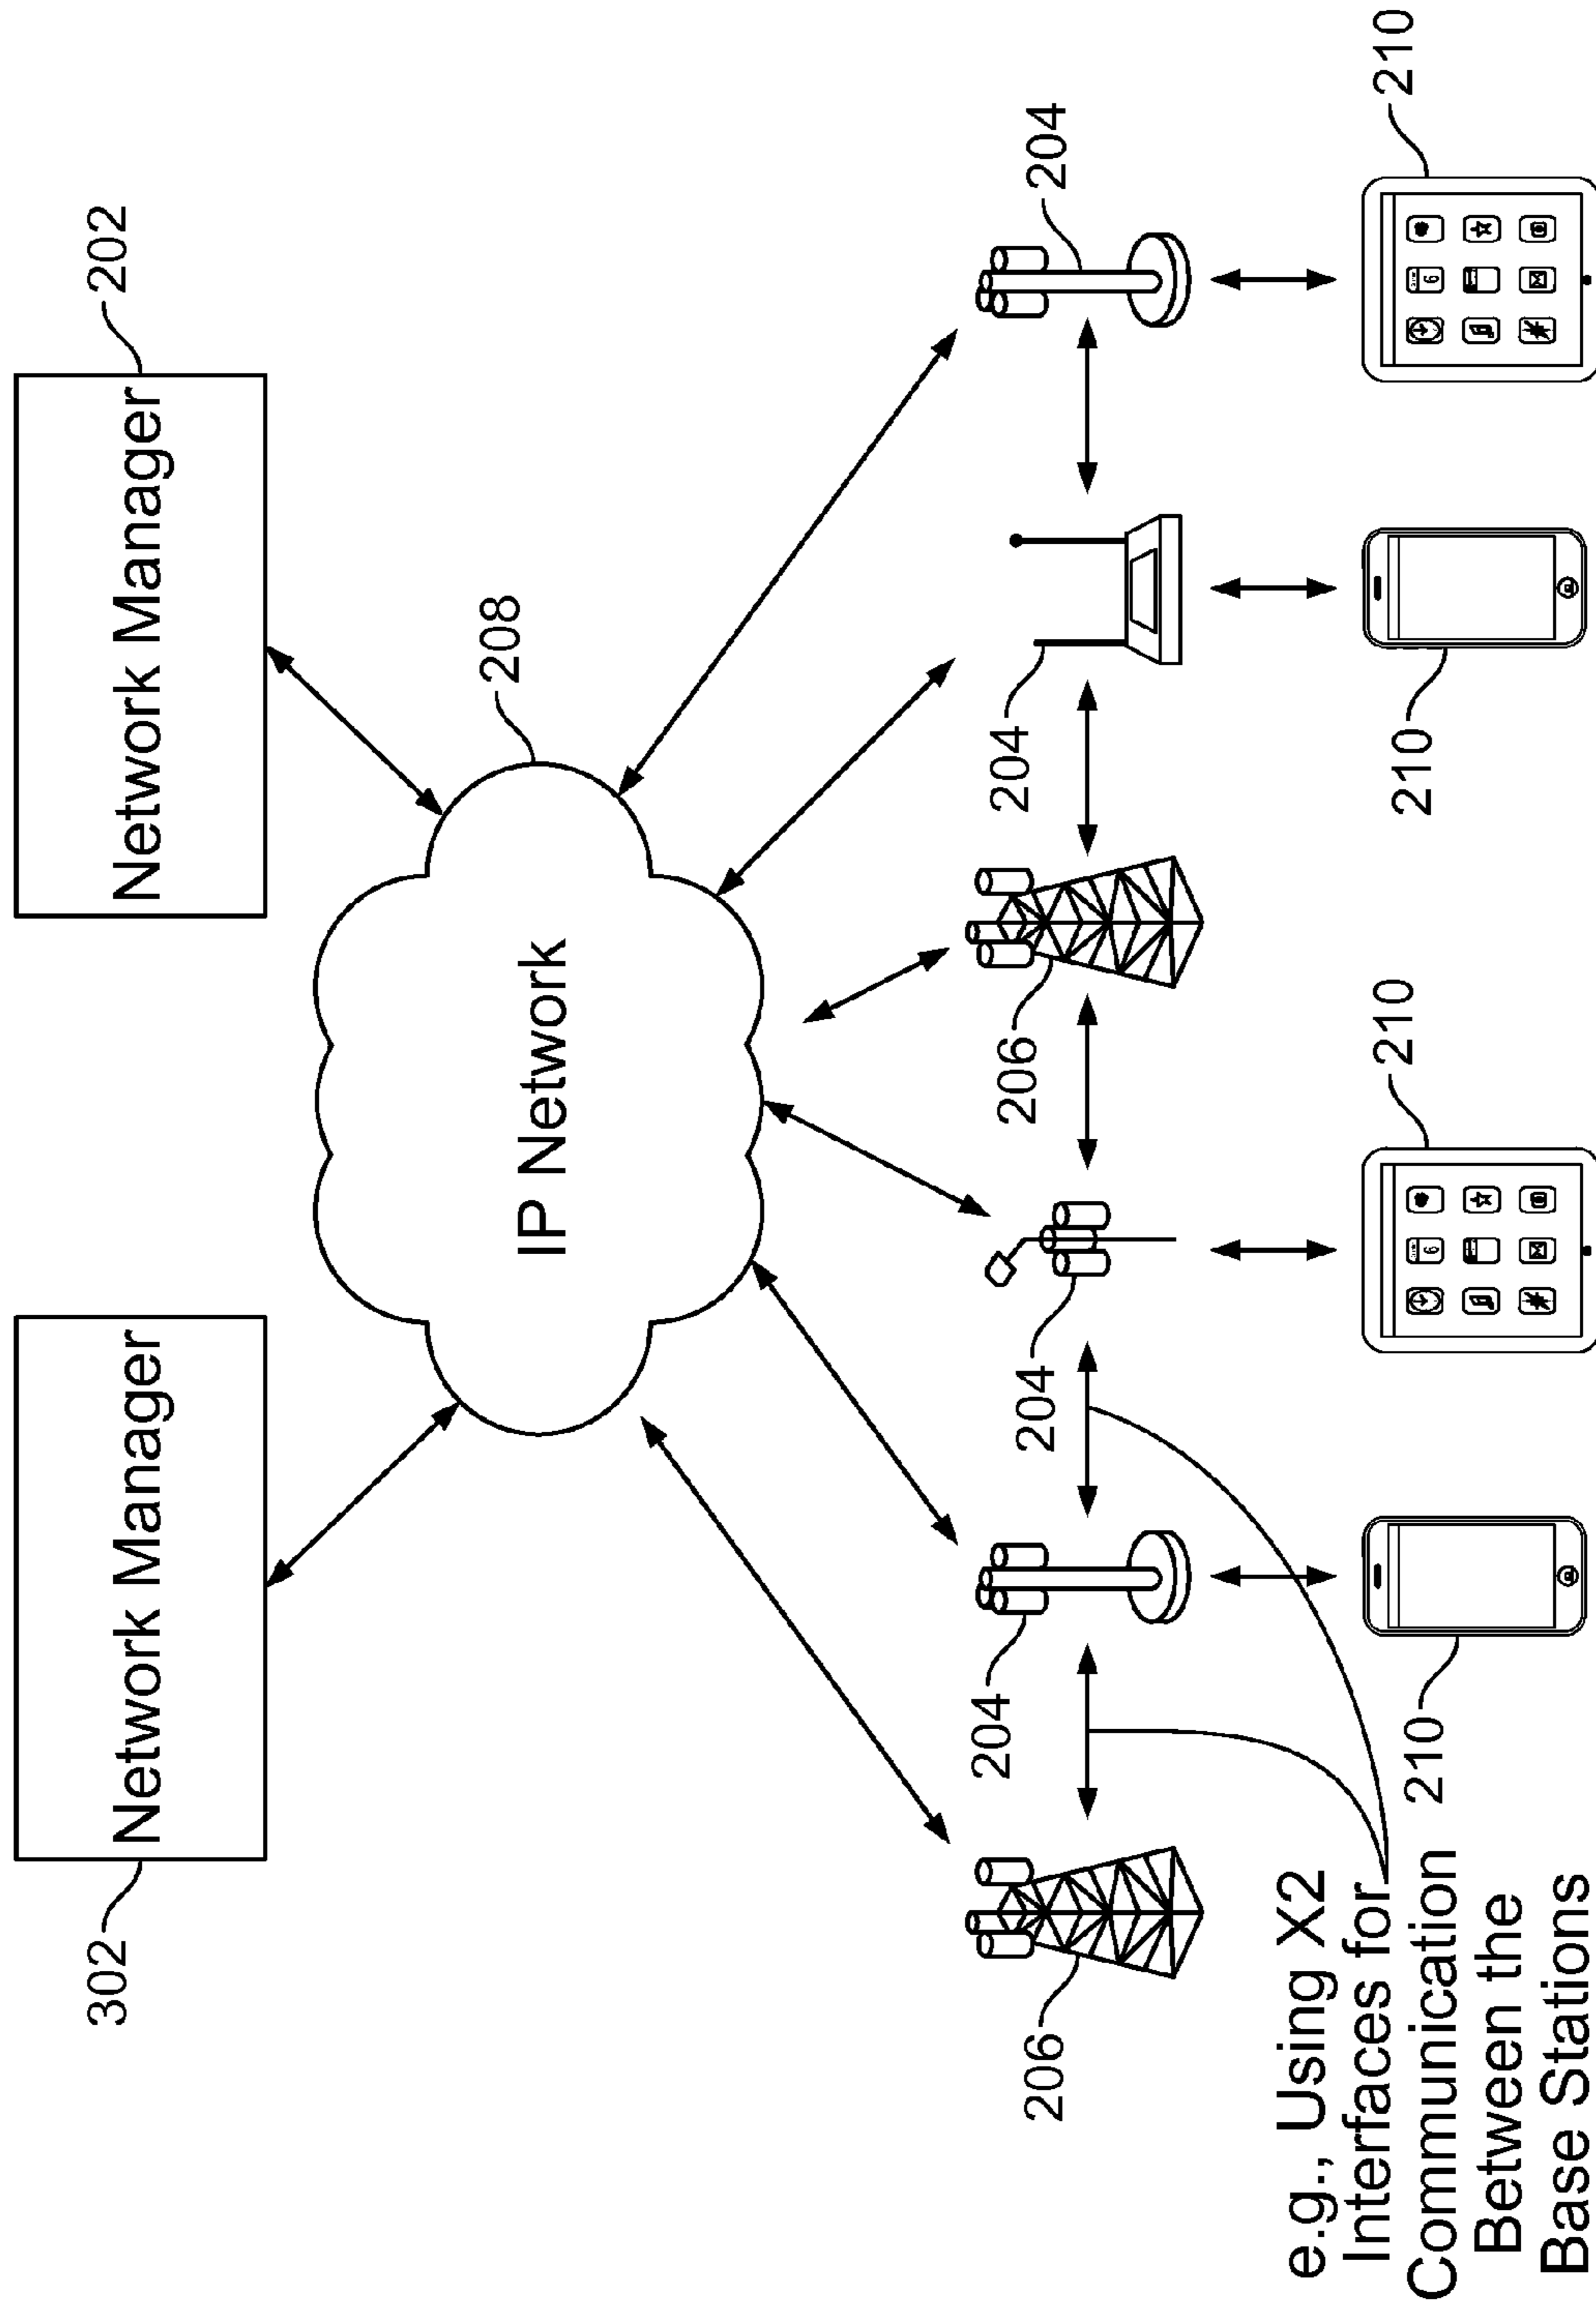 302
Network Manager
Network Manager
202
IP Network
208
206
204
204
206
204
204
210
210
210
210
e.g., Using X2
Interfaces for
Communication
Between the
Base Stations